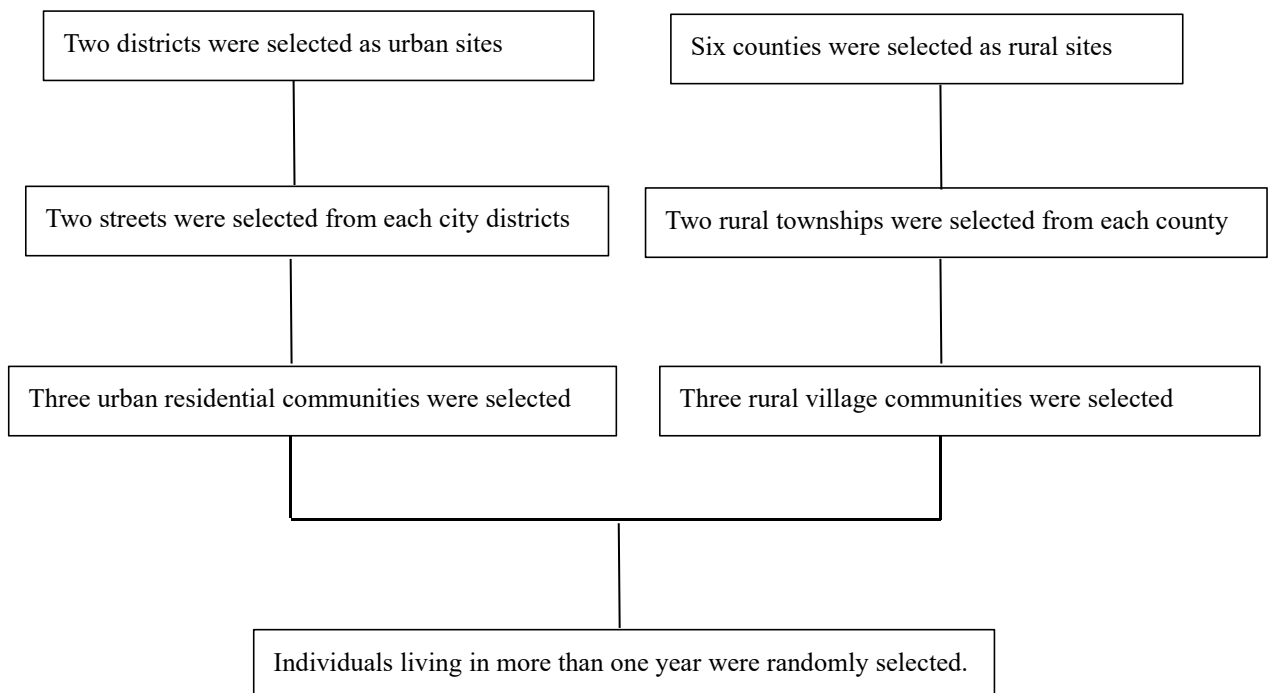 Two districts were selected as urban sites
Six counties were selected as rural sites
Two streets were selected from each city districts
Two rural townships were selected from each county
Three urban residential communities were selected
Three rural village communities were selected
Individuals living in more than one year were randomly selected.